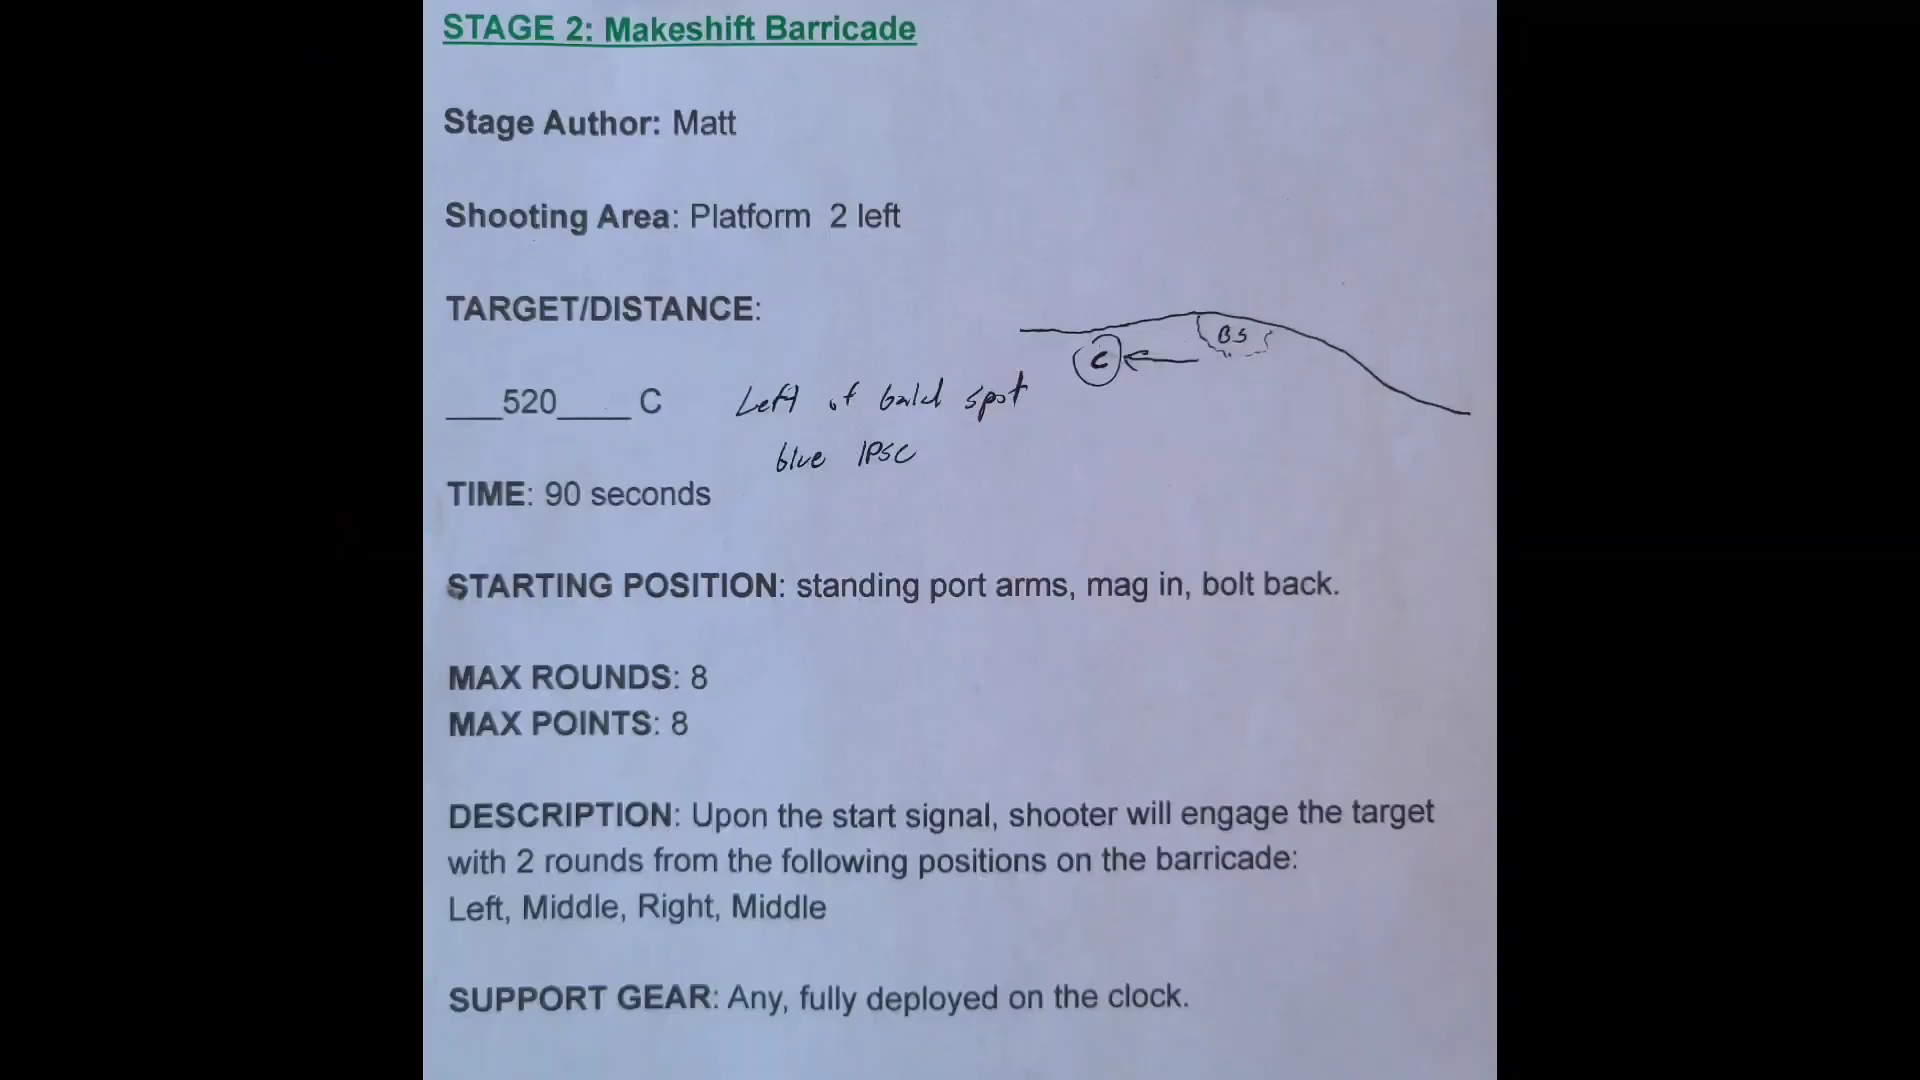 STAGE 2: Makeshift Barricade
Stage Author: Matt
Shooting Area: Platform 2 left
TARGET/DISTANCE:
BS
C
___520____ C
Left of bald spot
blue IPSC
TIME: 90 seconds
STARTING POSITION: standing port arms, mag in, bolt back.
MAX ROUNDS: 8
MAX POINTS: 8
DESCRIPTION: Upon the start signal, shooter will engage the target
with 2 rounds from the following positions on the barricade:
Left, Middle, Right, Middle
SUPPORT GEAR: Any, fully deployed on the clock.